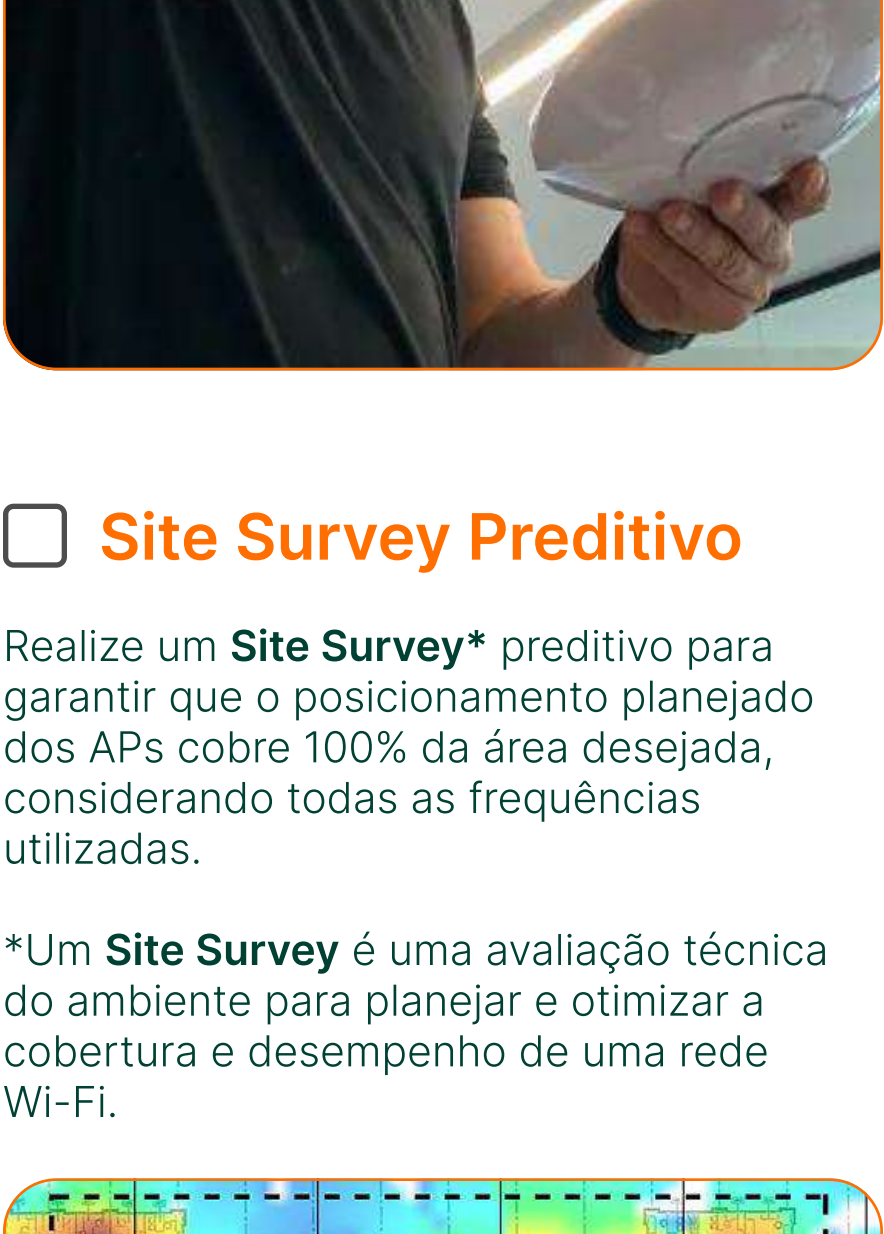 Site Survey Preditivo
Realize um Site Survey* preditivo para
garantir que o posicionamento planejado
dos APs cobre 100% da área desejada,
considerando todas as frequências
utilizadas.
*Um Site Survey é uma avaliação técnica
do ambiente para planejar e otimizar a
cobertura e desempenho de uma rede
Wi-Fi.